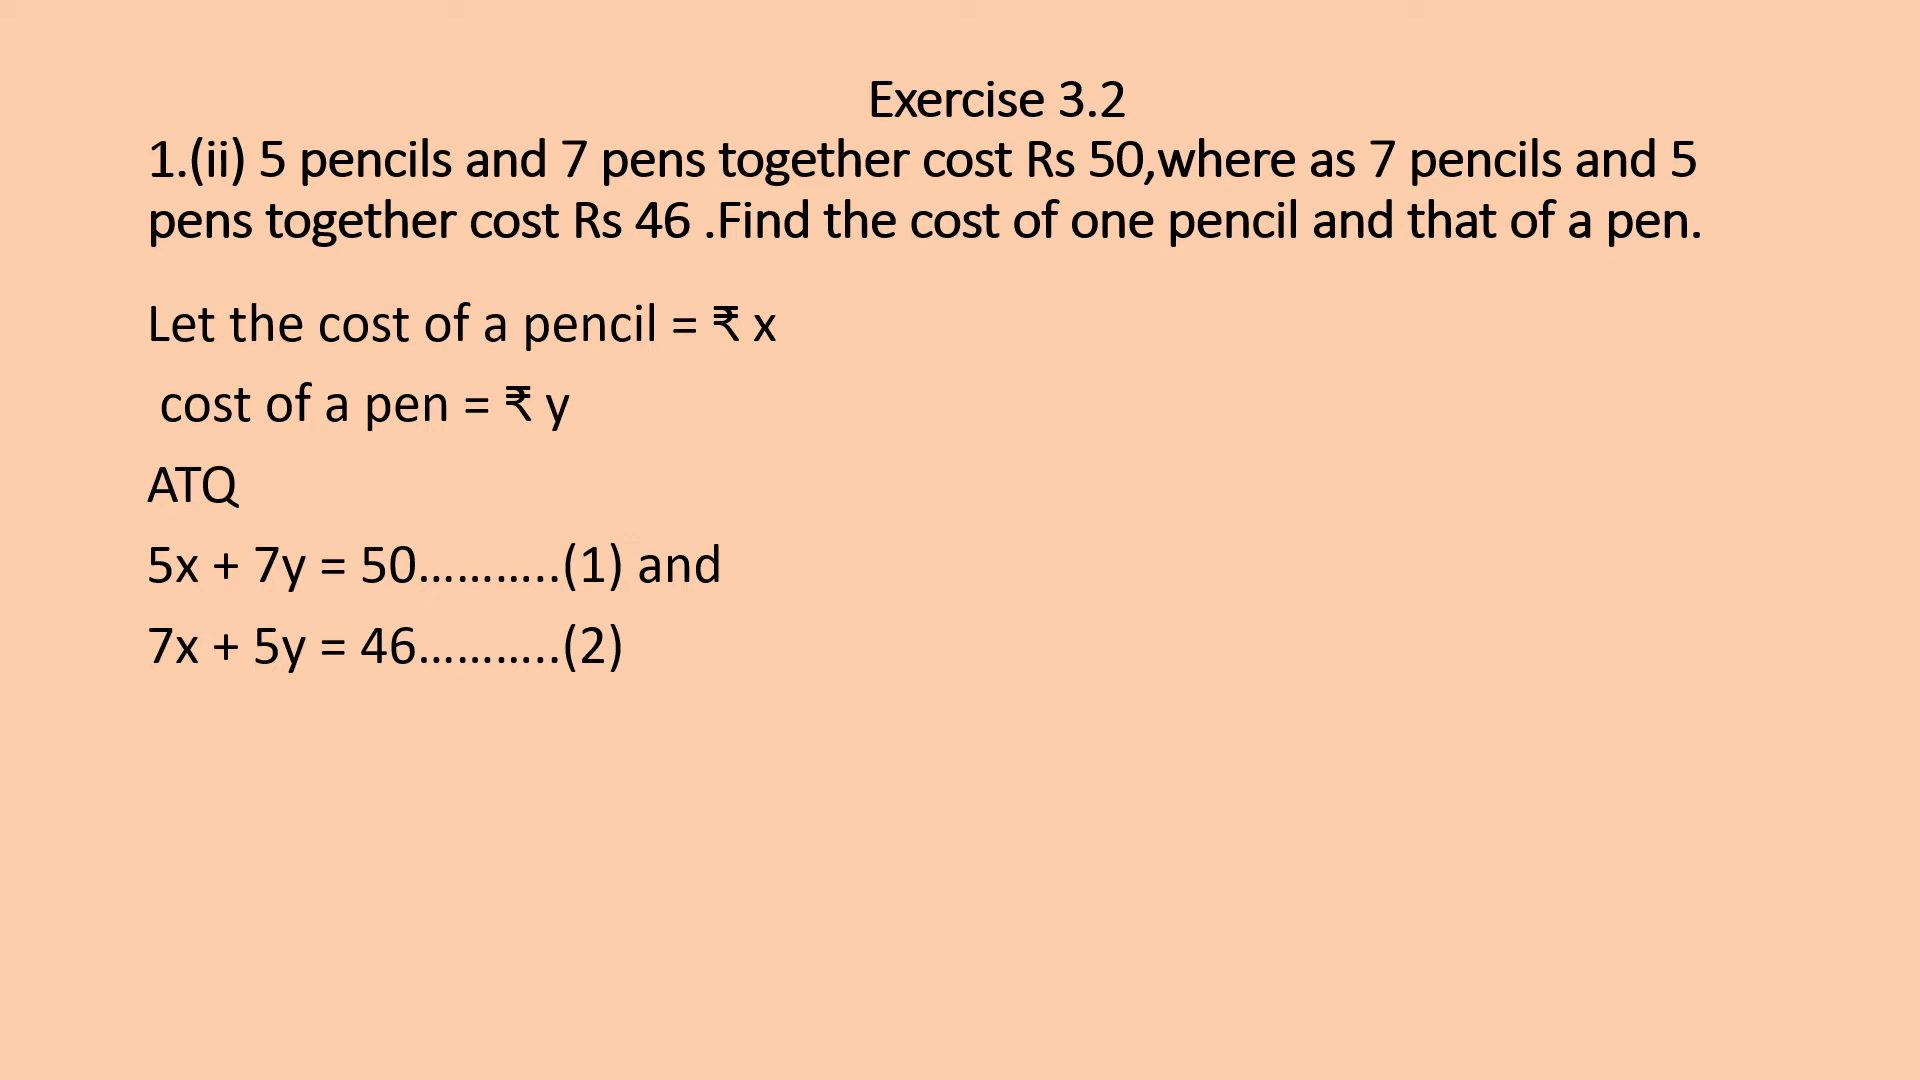 Exercise 3.2
1.(ii) 5 pencils and 7 pens together cost Rs 50,where as 7 pencils and 5
pens together cost Rs 46 .Find the cost of one pencil and that of a pen.
Let the cost of a pencil = ₹ x
cost of a pen = ₹ y
ATQ
5x + 7y = 50………..(1) and
7x + 5y = 46………..(2)